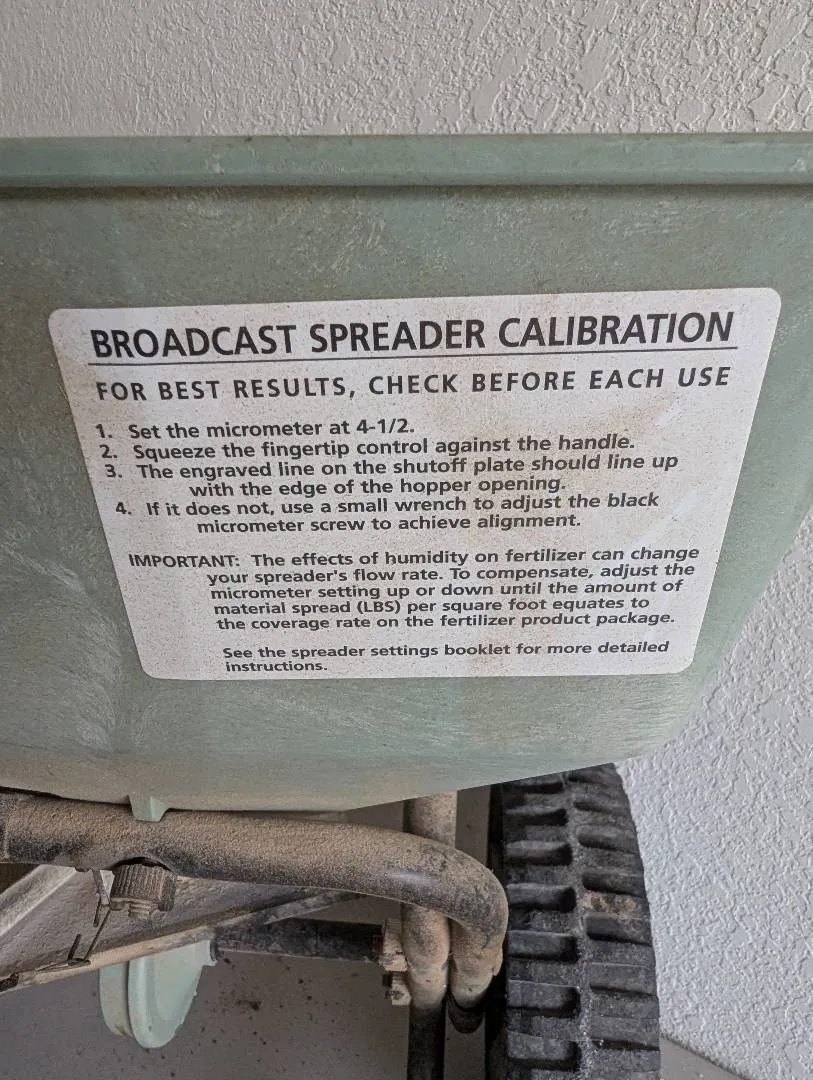 BROADCAST SPREADER CALIBRATION
FOR BEST RESULTS, CHECK BEFORE EACH USE
1. Set the micrometer at 4-1/2.
2. Squeeze the fingertip control against the handle.
3. The engraved line on the shutoff plate should line up
with the edge of the hopper opening.
4. If it does not, use a small wrench to adjust the black
micrometer screw to achieve alignment.
IMPORTANT: The effects of humidity on fertilizer can change
your spreader's flow rate. To compensate, adjust the
micrometer setting up or down until the amount of
material spread (LBS) per square foot equates to
the coverage rate on the fertilizer product package.
See the spreader settings booklet for more detailed
instructions.